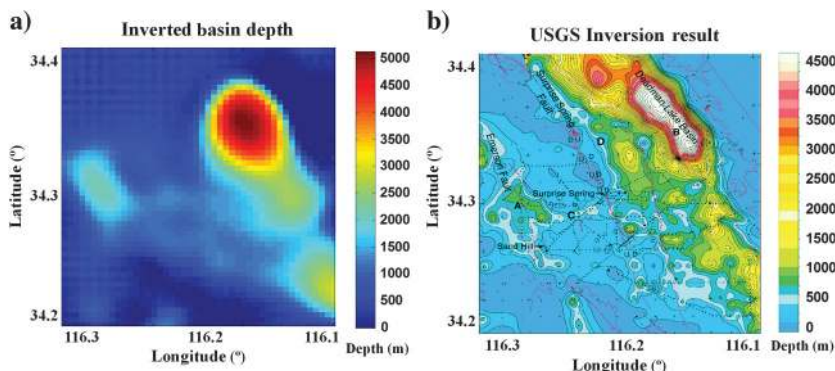 a)
Inverted basin depth
34.4
34.3
34.2
Latitude (º)
116.3
116.2
116.1
Longitude (º)
5000
4500
4000
3500
3000
2500
2000
1500
1000
500
0
Depth (m)
b)
USGS Inversion result
34.4
34.3
34.2
Latitude (º)
Surprise Spring
Fault
Deadman Lake Basin
B
D
Emerson Fault
A
Surprise Spring
C
Sand Hill
116.3
116.2
116.1
Longitude (º)
4500
4000
3500
3000
2500
2000
1500
1000
500
0
Depth (m)